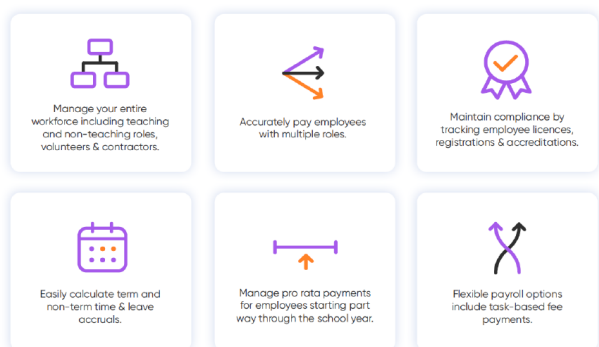 Manage your entire
workforce including teaching
and non-teaching roles,
volunteers & contractors.
Accurately pay employees
with multiple roles.
Maintain compliance by
tracking employee licences,
registrations & accreditations.
Easily calculate term and
non-term time & leave
accruals.
Manage pro rata payments
for employees starting part
way through the school year.
Flexible payroll options
include task-based fee
payments.